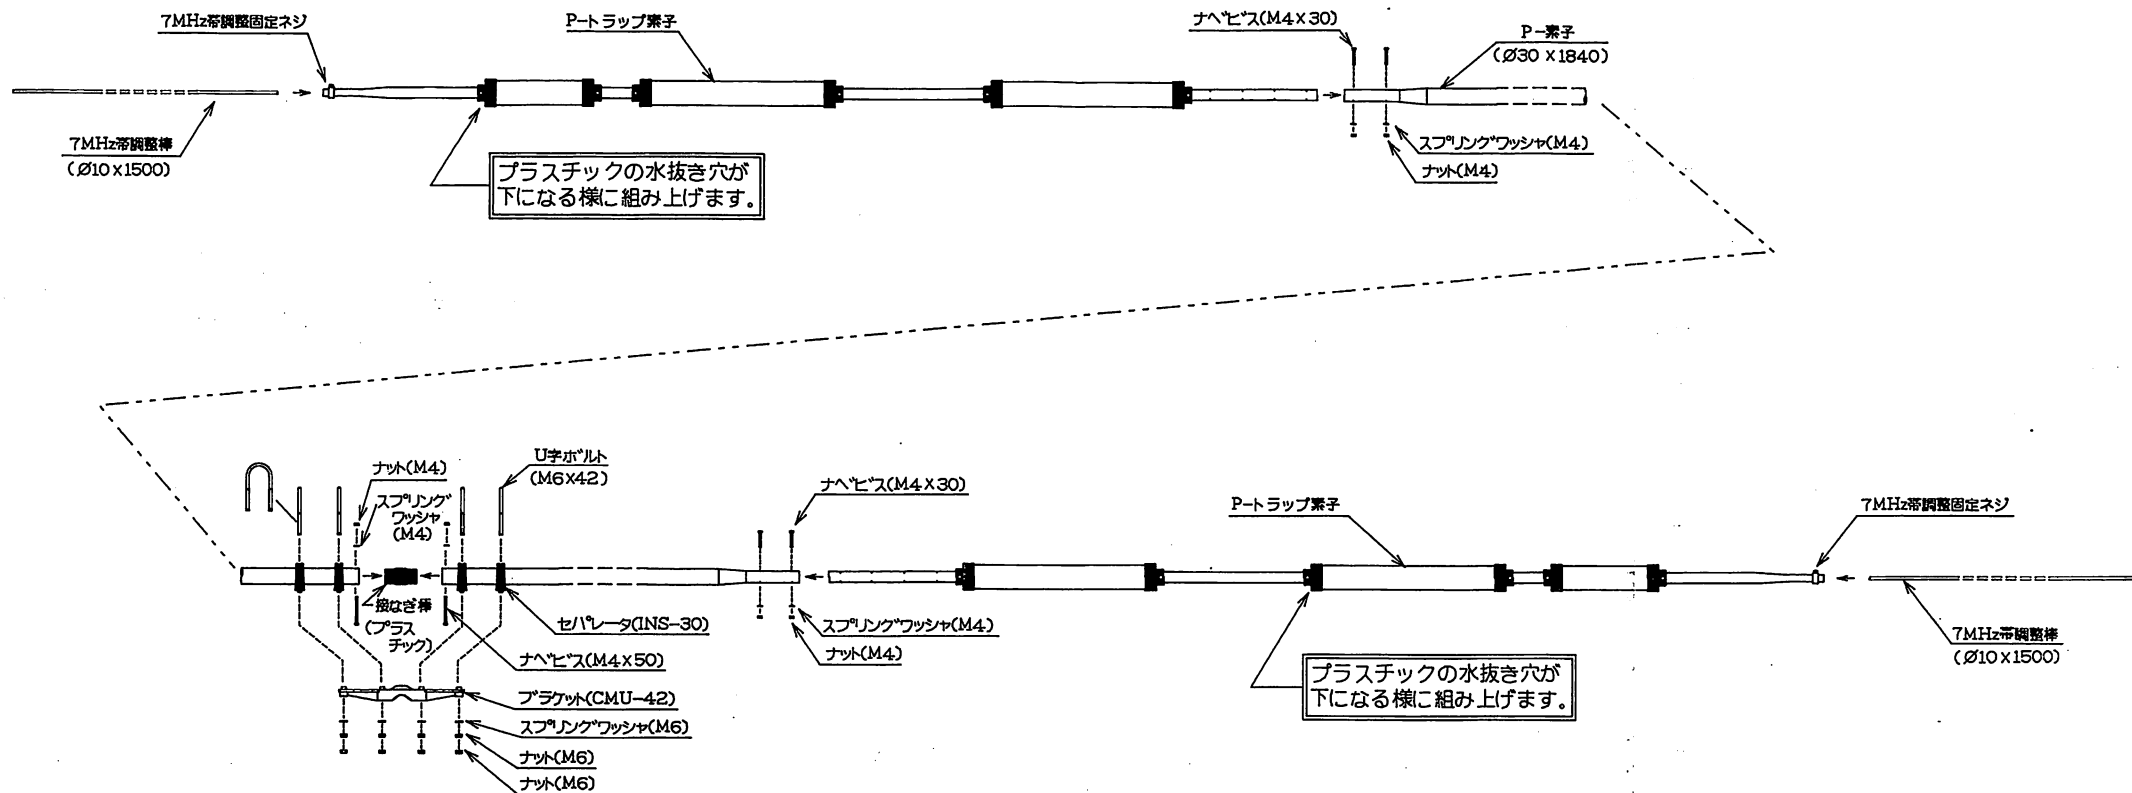 7MHz帯調整固定ネジ
P-トラップ素子
ナベビス(M4×30)
P-素子
(Ø30×1840)
7MHz帯調整棒
(Ø10×1500)
プラスチックの水抜き穴が
下になる様に組み上げます。
スプリングワッシャ(M4)
ナット(M4)
ナット(M4)
スプリング
ワッシャ
(M4)
U字ボルト
(M6×42)
ナベビス(M4×30)
P-トラップ素子
7MHz帯調整固定ネジ
接なぎ棒
(プラス
チック)
セパレータ(INS-30)
ナベビス(M4×50)
スプリングワッシャ(M4)
ナット(M4)
7MHz帯調整棒
(Ø10×1500)
プラスチックの水抜き穴が
下になる様に組み上げます。
ブラケット(CMU-42)
スプリングワッシャ(M6)
ナット(M6)
ナット(M6)